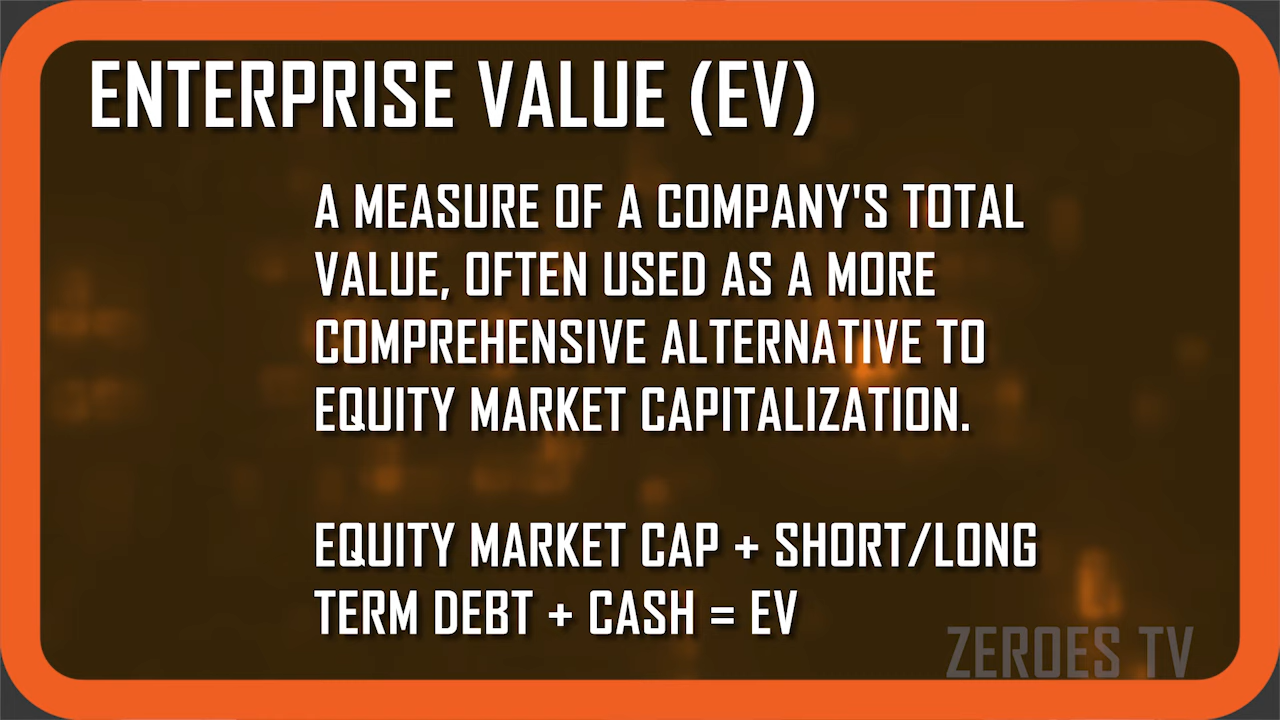 ENTERPRISE VALUE (EV)
A MEASURE OF A COMPANY'S TOTAL
VALUE, OFTEN USED AS A MORE
COMPREHENSIVE ALTERNATIVE TO
EQUITY MARKET CAPITALIZATION.
EQUITY MARKET CAP + SHORT/LONG
TERM DEBT + CASH = EV
ZEROES TV